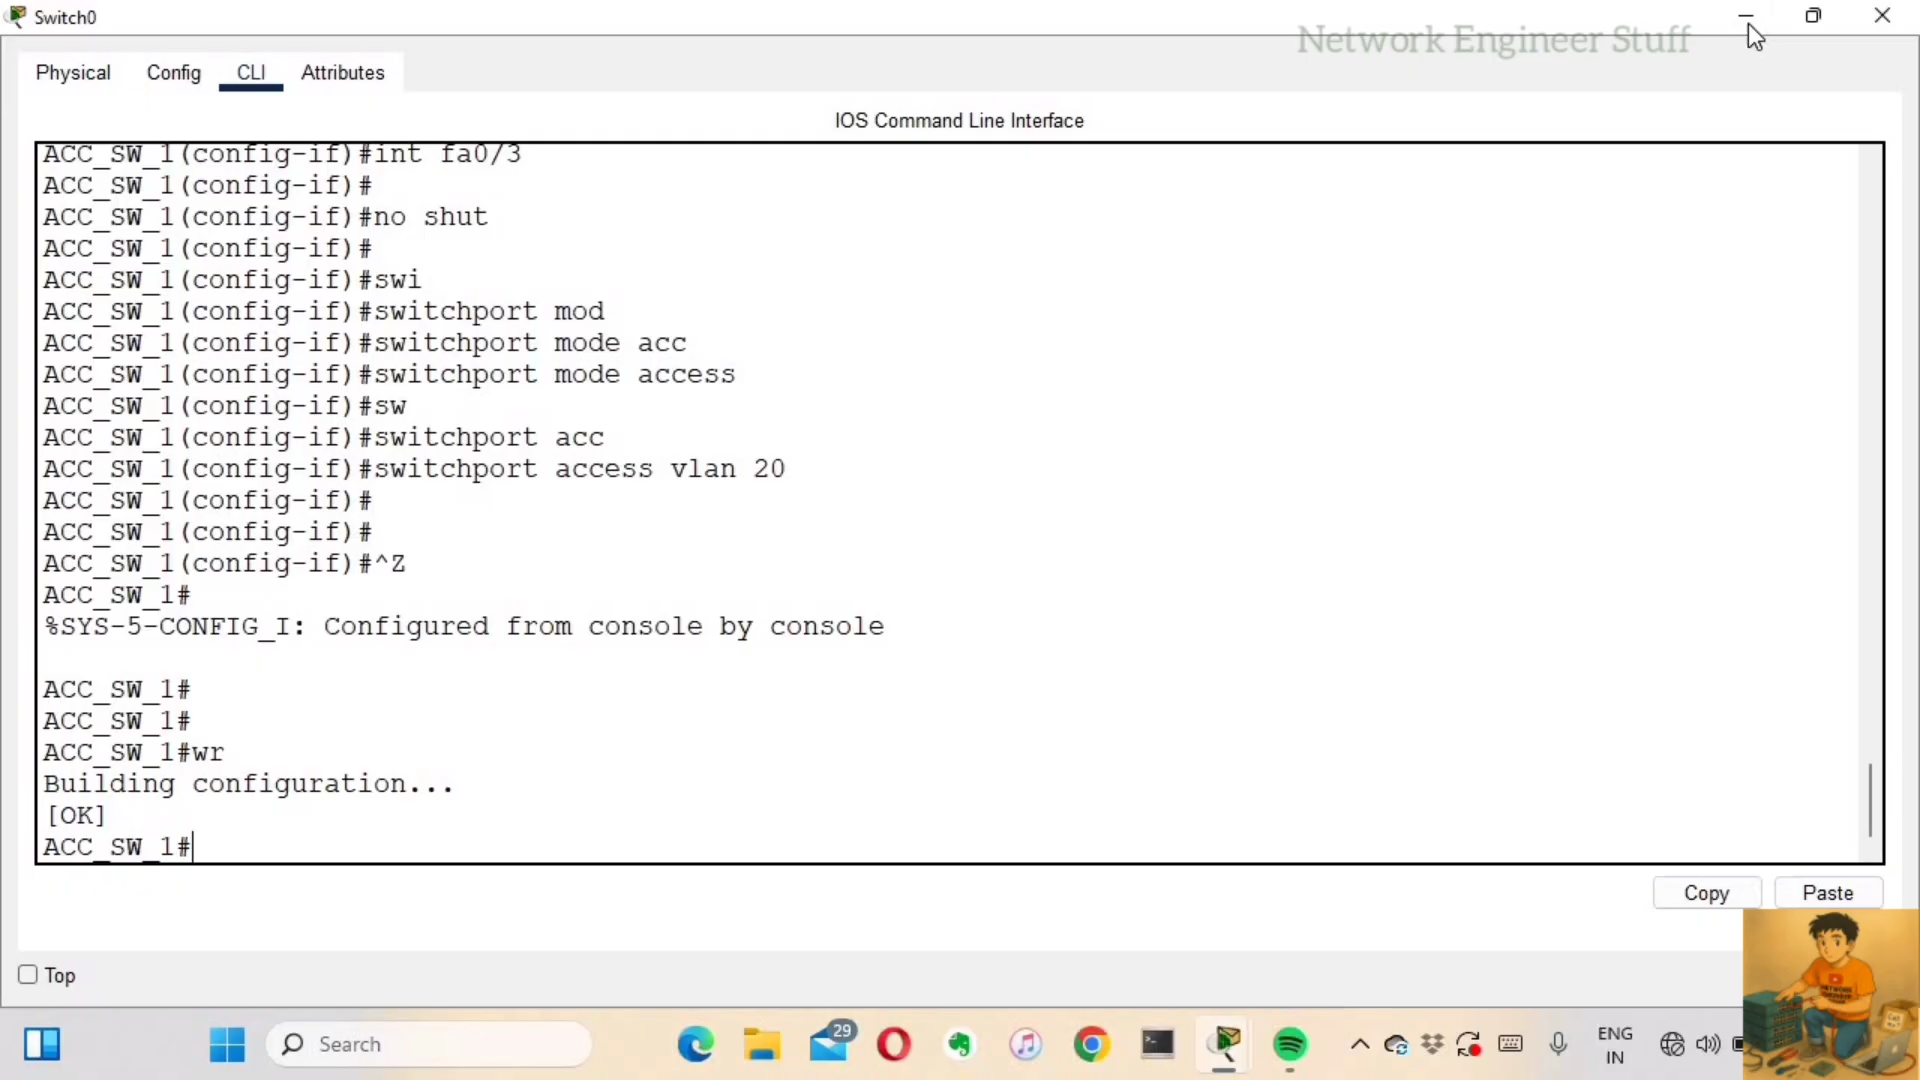 Switch0
Network Engineer Stuff
Physical Config CLI Attributes
IOS Command Line Interface
ACC_SW_1(config-if)#int fa0/3
ACC_SW_1(config-if)#
ACC_SW_1(config-if)#no shut
ACC_SW_1(config-if)#
ACC_SW_1(config-if)#swi
ACC_SW_1(config-if)#switchport mod
ACC_SW_1(config-if)#switchport mode acc
ACC_SW_1(config-if)#switchport mode access
ACC_SW_1(config-if)#sw
ACC_SW_1(config-if)#switchport acc
ACC_SW_1(config-if)#switchport access vlan 20
ACC_SW_1(config-if)#
ACC_SW_1(config-if)#
ACC_SW_1(config-if)#^Z
ACC_SW_1#
%SYS-5-CONFIG_I: Configured from console by console
ACC_SW_1#
ACC_SW_1#
ACC_SW_1#wr
Building configuration...
[OK]
ACC_SW_1#
Copy Paste
Top
Search
29
ENG
IN